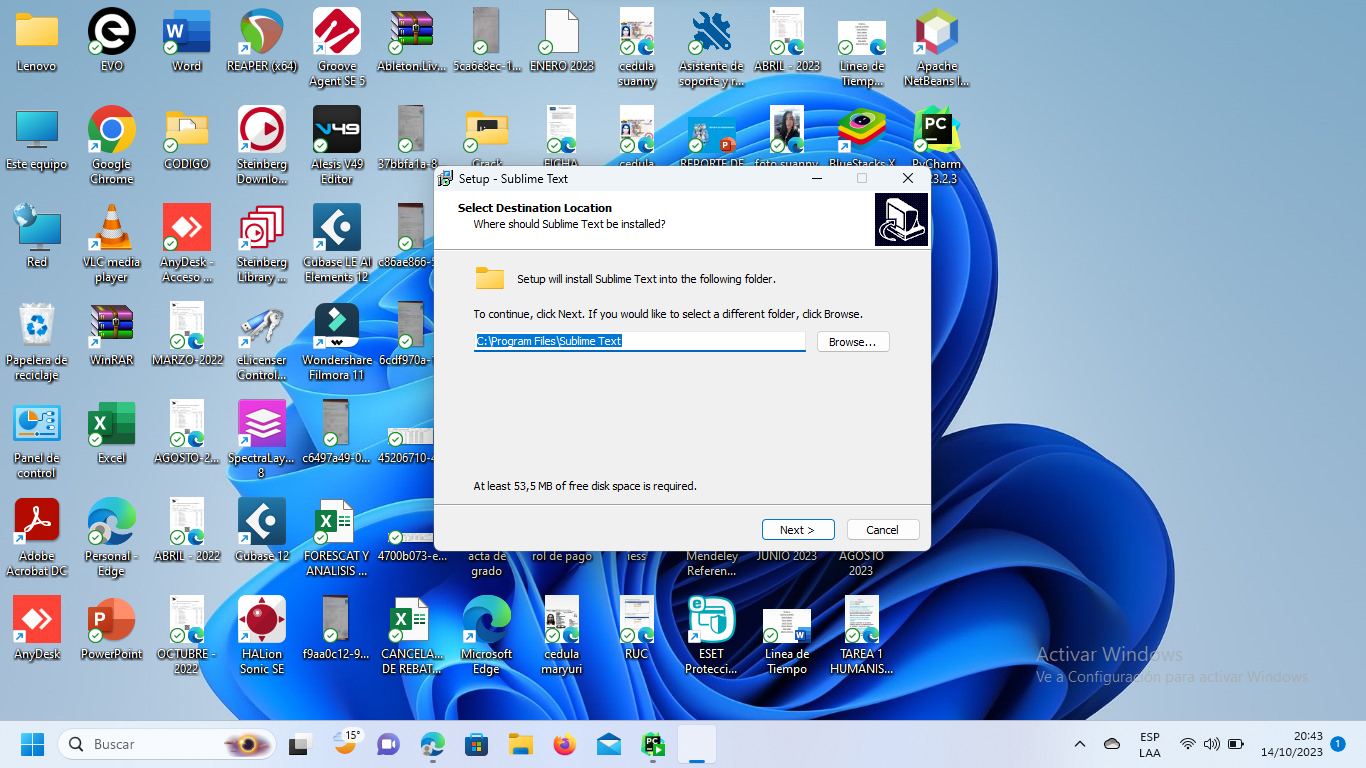 Lenovo
EVO
Word
REAPER (x64)
Groove
Agent SE 5
Ableton.Liv...
5ca6e8ec-1...
ENERO 2023
cedula
suanny
Asistente de
soporte y r...
ABRIL - 2023
Linea de
Tiemp...
Apache
NetBeans I...
Este equipo
Google
Chrome
CODIGO
Steinberg
Downlo...
V49
Alesis V49
Editor
37bbfa1a-8
Crack
FICHA
cedula
REPORTE DE
foto suanny
BlueStacks X
PC
PyCharm
23.2.3
Setup - Sublime Text
Select Destination Location
Where should Sublime Text be installed?
Setup will install Sublime Text into the following folder.
To continue, click Next. If you would like to select a different folder, click Browse.
C:\Program Files\Sublime Text
Browse...
At least 53,5 MB of free disk space is required.
Next >
Cancel
Red
VLC media
player
AnyDesk -
Acceso ...
Steinberg
Library ...
Cubase LE AI
Elements 12
c86ae866-5
Papelera de
reciclaje
WinRAR
MARZO-2022
eLicenser
Control...
Wondershare
Filmora 11
6cdf970a-1
Panel de
control
Excel
AGOSTO-2...
SpectraLay...
8
c6497a49-0...
45206710-4
Adobe
Acrobat DC
Personal -
Edge
ABRIL - 2022
Cubase 12
FORESCAT Y
ANALISIS ...
4700b073-e...
acta de
grado
rol de pago
iess
Mendeley
Referen...
JUNIO 2023
AGOSTO
2023
AnyDesk
PowerPoint
OCTUBRE -
2022
HALion
Sonic SE
f9aa0c12-9...
CANCELA...
DE REBAT...
Microsoft
Edge
cedula
maryuri
RUC
ESET
Protecci...
Linea de
Tiempo
TAREA 1
HUMANIS...
Activar Windows
Ve a Configuración para activar Windows.
Buscar
15°
ESP
LAA
20:43
14/10/2023
1